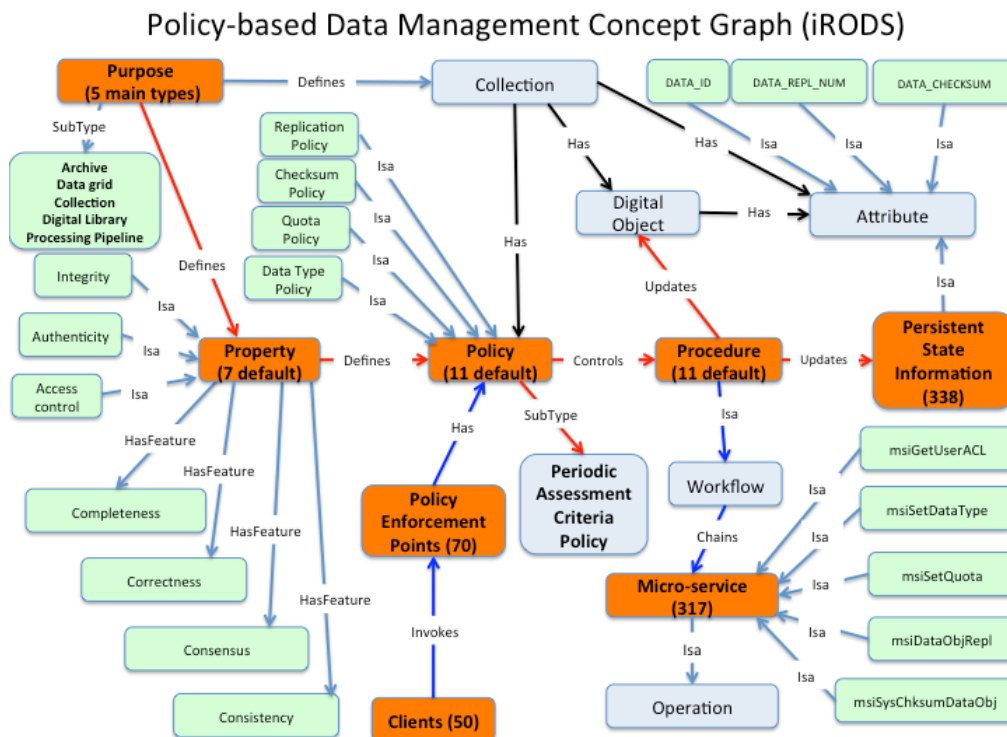 Policy-based Data Management Concept Graph (iRODS)
Purpose
(5 main types)
Defines
Collection
DATA_ID
DATA_REPL_NUM
DATA_CHECKSUM
SubType
Replication
Policy
Isa
Has
Has
Isa
Isa
Isa
Archive
Data grid
Collection
Digital Library
Processing Pipeline
Checksum
Policy
Isa
Digital
Object
Has
Attribute
Quota
Policy
Isa
Has
Defines
Integrity
Isa
Data Type
Policy
Isa
Updates
Isa
Authenticity
Isa
Property
(7 default)
Defines
Policy
(11 default)
Controls
Procedure
(11 default)
Updates
Persistent
State
Information
(338)
Access
control
Isa
Has
SubType
Isa
HasFeature
HasFeature
HasFeature
HasFeature
Completeness
Correctness
Consensus
Consistency
Policy
Enforcement
Points (70)
Periodic
Assessment
Criteria
Policy
Workflow
Chains
msiGetUserACL
Isa
msiSetDataType
Isa
Invokes
Micro-service
(317)
Isa
msiSetQuota
Isa
Isa
msiDataObjRepl
Isa
msiSysChksumDataObj
Clients (50)
Operation